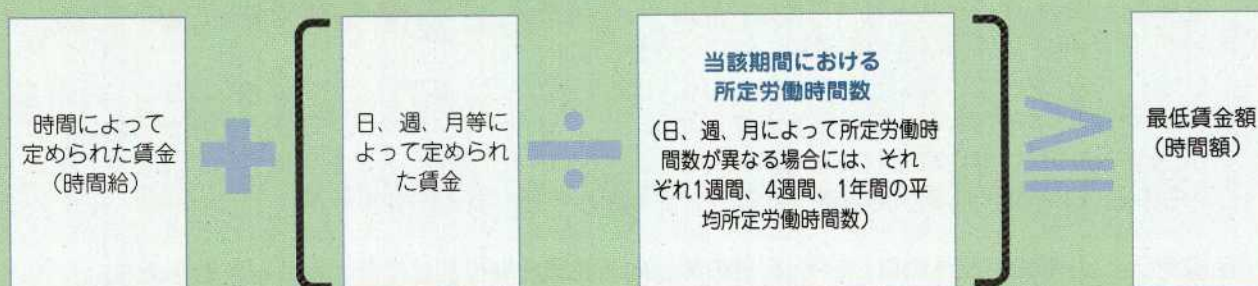 時間によって
定められた賃金
（時間給）
＋
日、週、月等に
よって定められ
た賃金
÷
当該期間における
所定労働時間数
（日、週、月によって所定労働時
間数が異なる場合には、それ
ぞれ1週間、4週間、1年間の平
均所定労働時間数）
≧
最低賃金額
（時間額）